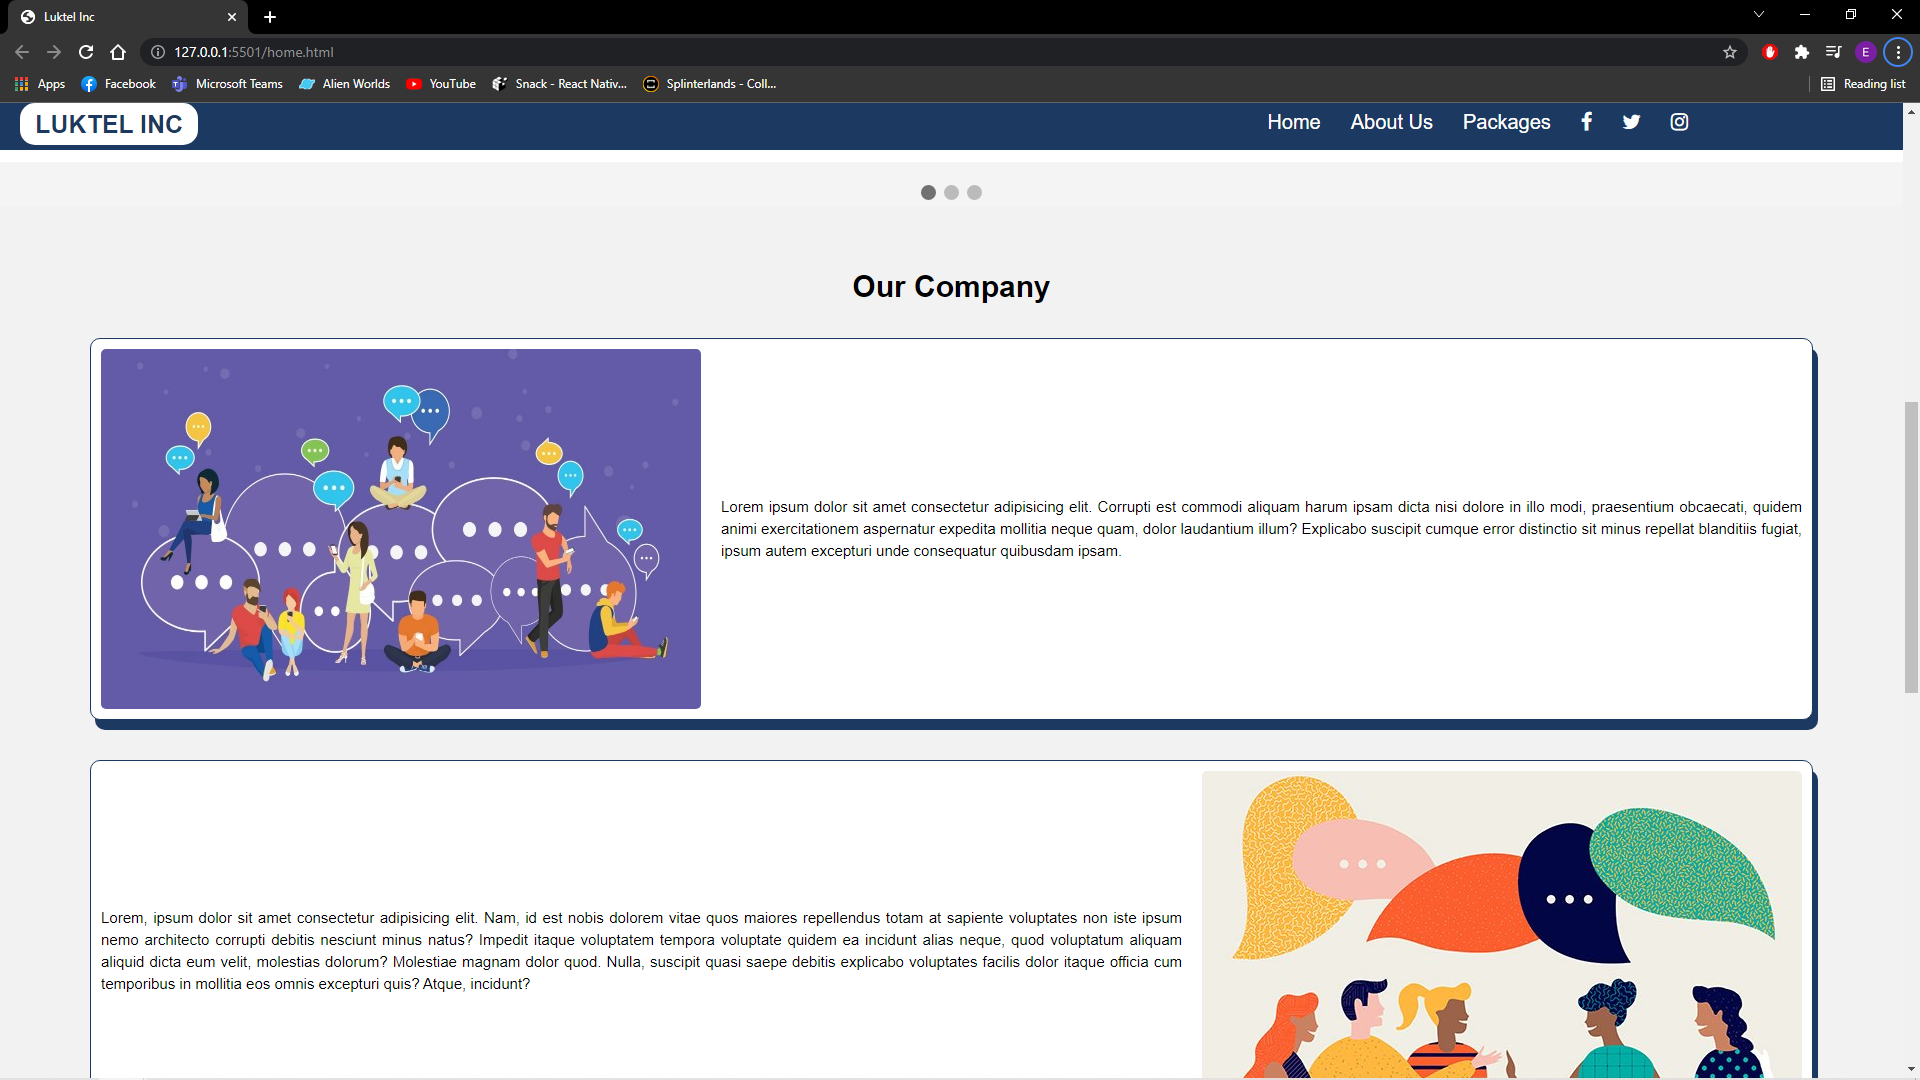 Luktel Inc
127.0.0.1:5501/home.html
E
Apps Facebook Microsoft Teams Alien Worlds YouTube Snack - React Nativ... Splinterlands - Coll... Reading list
LUKTEL INC
Home About Us Packages
Our Company
Lorem ipsum dolor sit amet consectetur adipisicing elit. Corrupti est commodi aliquam harum ipsam dicta nisi dolore in illo modi, praesentium obcaecati, quidem
animi exercitationem aspernatur expedita mollitia neque quam, dolor laudantium illum? Explicabo suscipit cumque error distinctio sit minus repellat blanditiis fugiat,
ipsum autem excepturi unde consequatur quibusdam ipsam.
Lorem, ipsum dolor sit amet consectetur adipisicing elit. Nam, id est nobis dolorem vitae quos maiores repellendus totam at sapiente voluptates non iste ipsum
nemo architecto corrupti debitis nesciunt minus natus? Impedit itaque voluptatem tempora voluptate quidem ea incidunt alias neque, quod voluptatum aliquam
aliquid dicta eum velit, molestias dolorum? Molestiae magnam dolor quod. Nulla, suscipit quasi saepe debitis explicabo voluptates facilis dolor itaque officia cum
temporibus in mollitia eos omnis excepturi quis? Atque, incidunt?